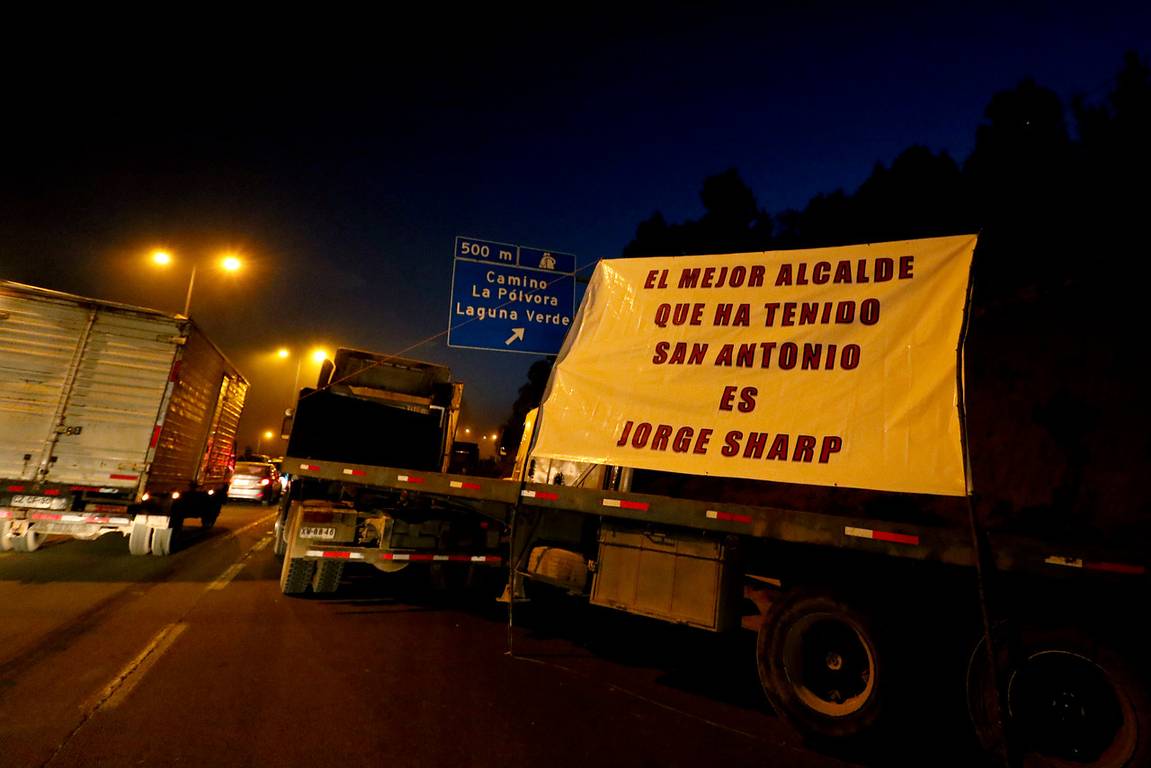 500 m
Camino
La Pólvora
Laguna Verde
EL MEJOR ALCALDE
QUE HA TENIDO
SAN ANTONIO
ES
JORGE SHARP